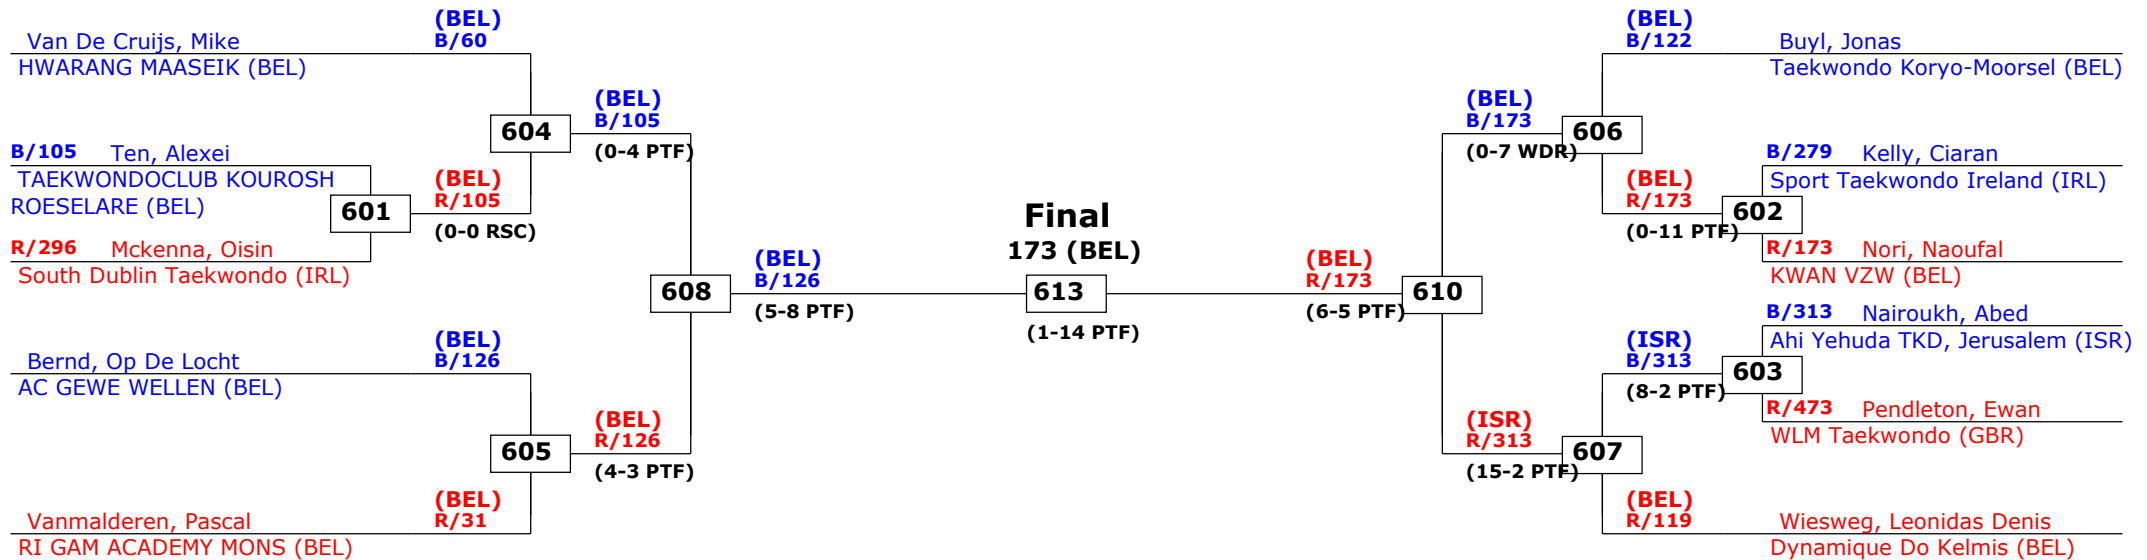 (BEL)
Van De Cruijs, Mike B/60
HWARANG MAASEIK (BEL)
(BEL)
604 B/105
(0-4 PTF)
B/105 Ten, Alexei
TAEKWONDOCLUB KOUROSH
ROESELARE (BEL)
(BEL)
601 R/105
(0-0 RSC)
R/296 Mckenna, Oisin
South Dublin Taekwondo (IRL)
(BEL)
608 B/126
(5-8 PTF)
(BEL)
Bernd, Op De Locht B/126
AC GEWE WELLEN (BEL)
(BEL)
605 R/126
(4-3 PTF)
(BEL)
Vanmalderen, Pascal R/31
RI GAM ACADEMY MONS (BEL)
Final
173 (BEL)
613
(1-14 PTF)
(BEL)
R/173 610
(6-5 PTF)
(BEL)
B/122 Buyl, Jonas
Taekwondo Koryo-Moorsel (BEL)
(BEL)
B/173 606
(0-7 WDR)
B/279 Kelly, Ciaran
Sport Taekwondo Ireland (IRL)
(BEL)
R/173 602
(0-11 PTF)
R/173 Nori, Naoufal
KWAN VZW (BEL)
B/313 Nairoukh, Abed
Ahi Yehuda TKD, Jerusalem (ISR)
(ISR)
B/313 603
(8-2 PTF)
R/473 Pendleton, Ewan
WLM Taekwondo (GBR)
(ISR)
R/313 607
(15-2 PTF)
(BEL)
R/119 Wiesweg, Leonidas Denis
Dynamique Do Kelmis (BEL)